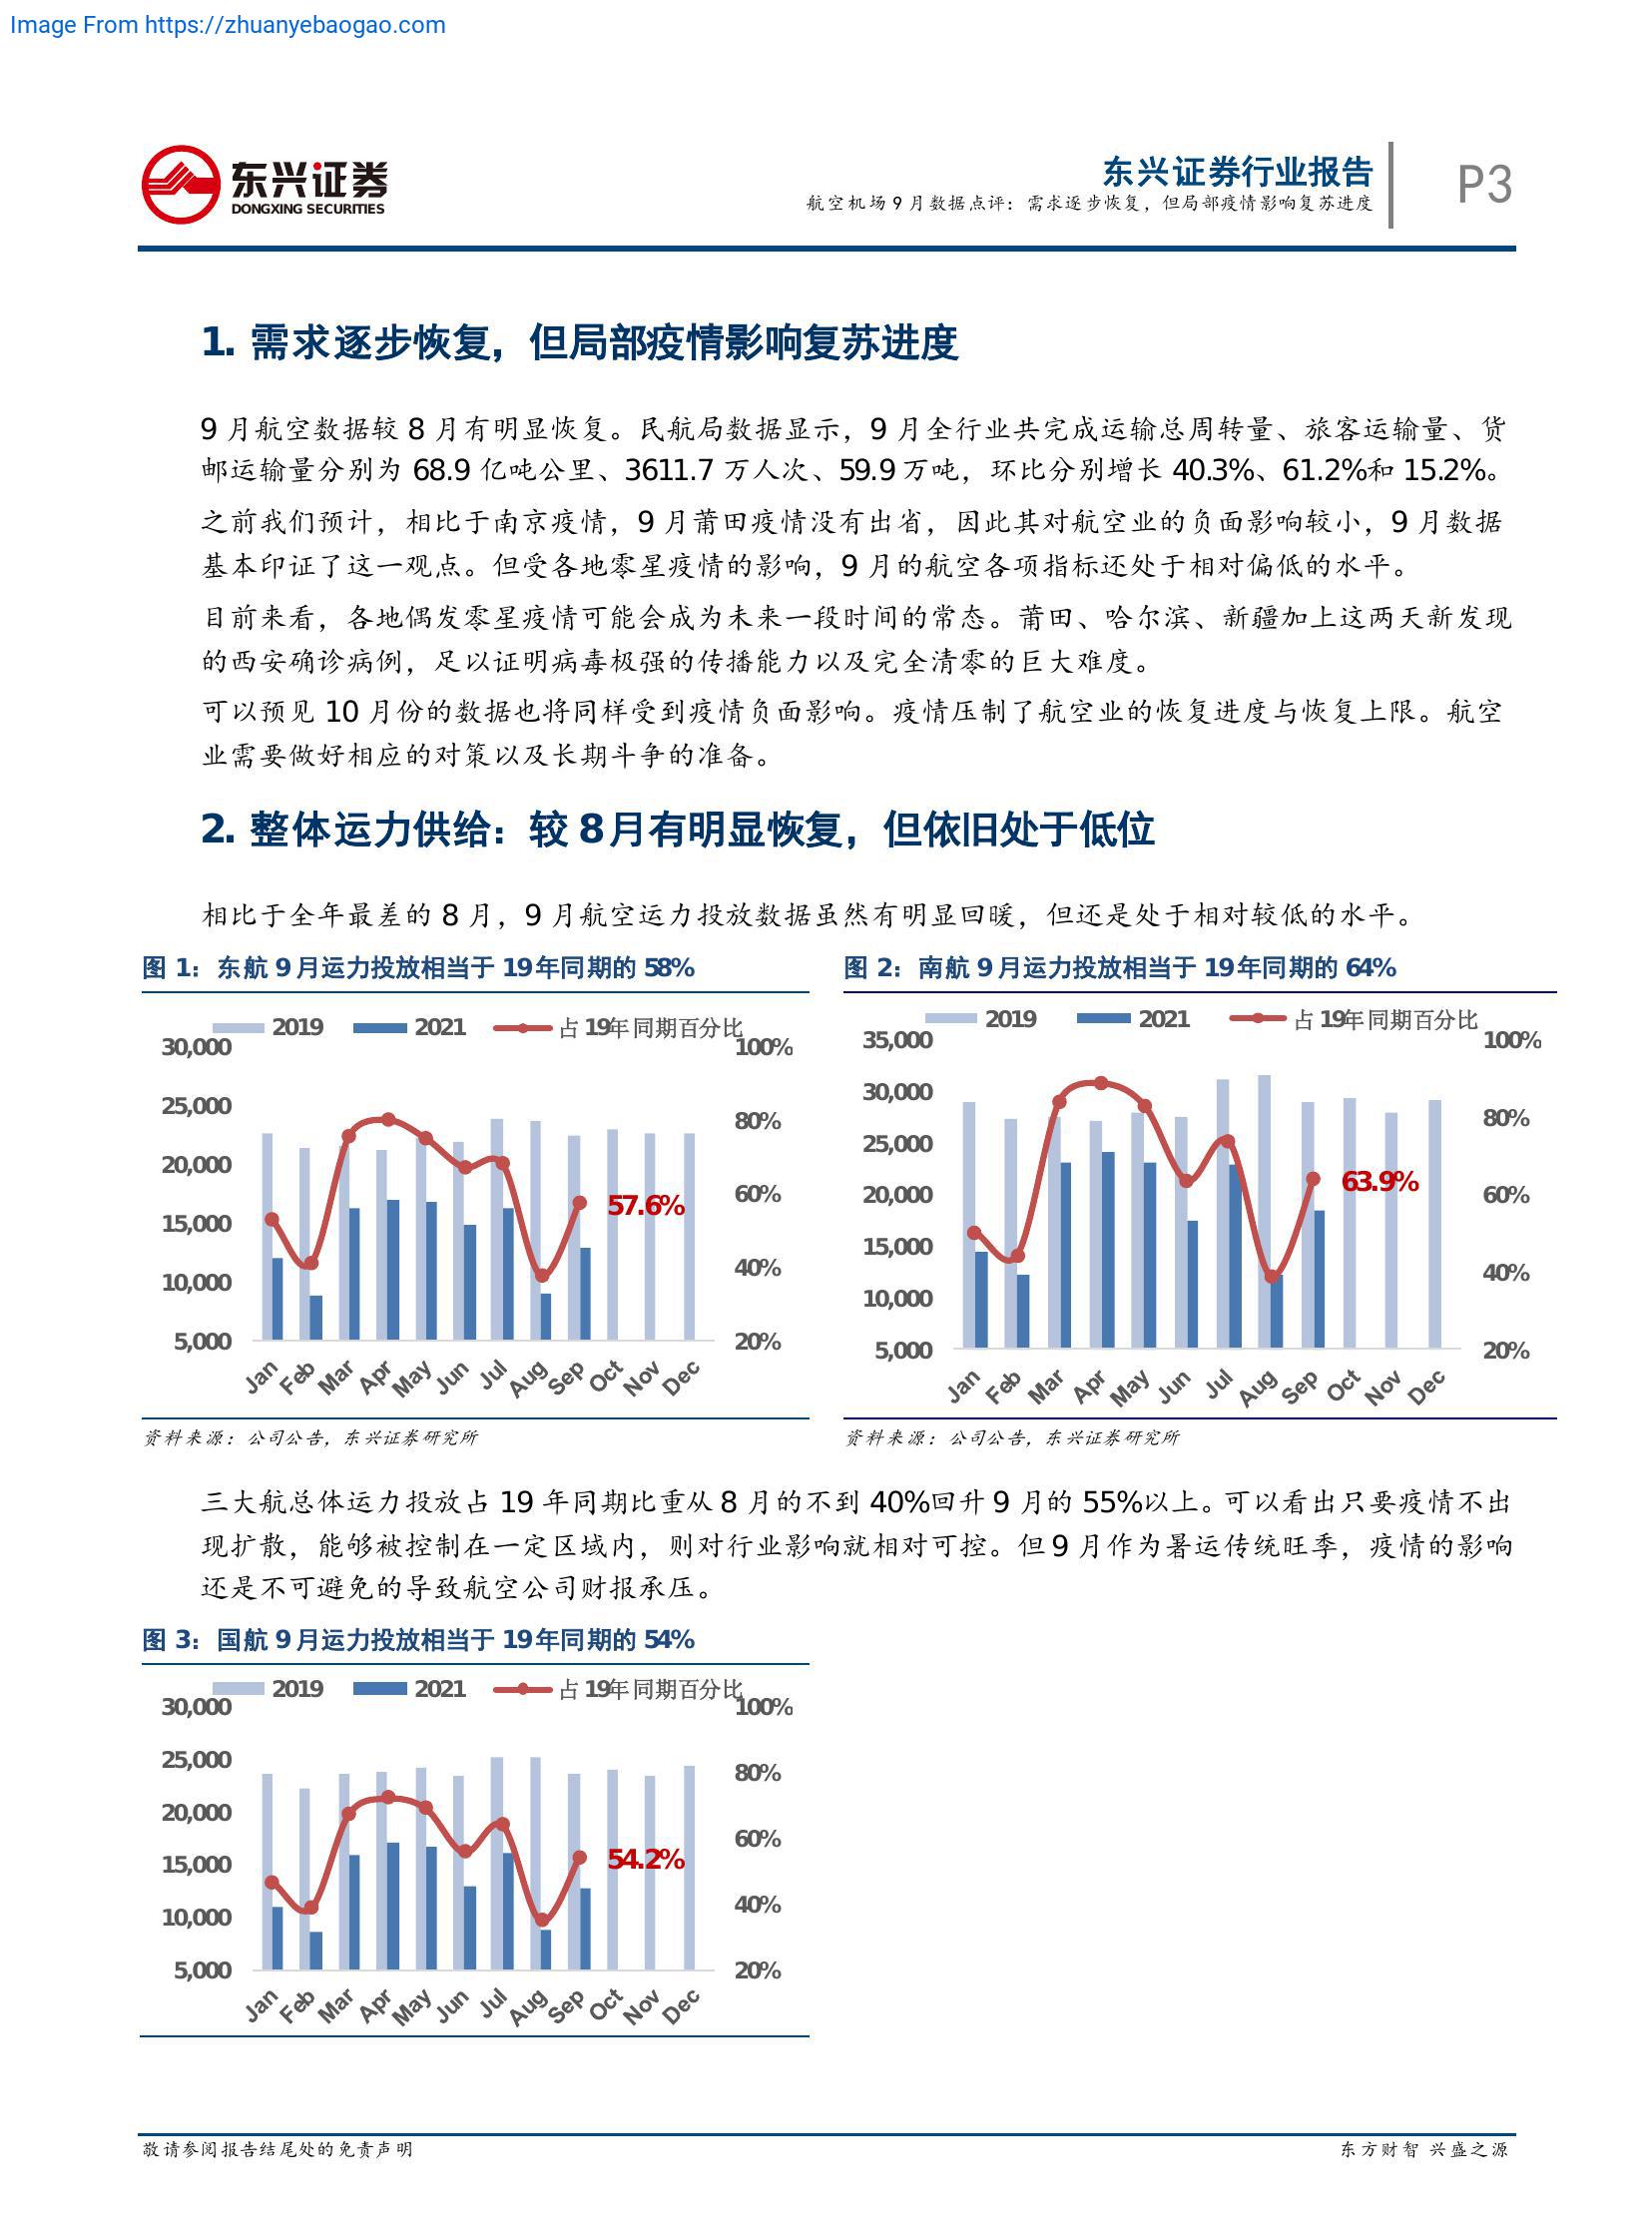 Image From https://zhuanyebaogao.com
东兴证券
DONGXING SECURITIES
东兴证券行业报告
航空机场9月数据点评：需求逐步恢复，但局部疫情影响复苏进度
P3
1. 需求逐步恢复，但局部疫情影响复苏进度
9 月航空数据较 8 月有明显恢复。民航局数据显示，9 月全行业共完成运输总周转量、旅客运输量、货
邮运输量分别为 68.9 亿吨公里、3611.7 万人次、59.9 万吨，环比分别增长 40.3%、61.2%和 15.2%。
之前我们预计，相比于南京疫情，9 月莆田疫情没有出省，因此其对航空业的负面影响较小，9 月数据
基本印证了这一观点。但受各地零星疫情的影响，9 月的航空各项指标还处于相对偏低的水平。
目前来看，各地偶发零星疫情可能会成为未来一段时间的常态。莆田、哈尔滨、新疆加上这两天新发现
的西安确诊病例，足以证明病毒极强的传播能力以及完全清零的巨大难度。
可以预见 10 月份的数据也将同样受到疫情负面影响。疫情压制了航空业的恢复进度与恢复上限。航空
业需要做好相应的对策以及长期斗争的准备。
2. 整体运力供给：较 8 月有明显恢复，但依旧处于低位
相比于全年最差的 8 月，9 月航空运力投放数据虽然有明显回暖，但还是处于相对较低的水平。
图 1：东航 9 月运力投放相当于 19 年同期的 58%
2019 2021 占19年同期百分比
30,000
25,000
20,000
15,000
10,000
5,000
100%
80%
60%
40%
20%
57.6%
Jan Feb Mar Apr May Jun Jul Aug Sep Oct Nov Dec
资料来源：公司公告，东兴证券研究所
图 2：南航 9 月运力投放相当于 19 年同期的 64%
2019 2021 占19年同期百分比
35,000
30,000
25,000
20,000
15,000
10,000
5,000
100%
80%
60%
40%
20%
63.9%
Jan Feb Mar Apr May Jun Jul Aug Sep Oct Nov Dec
资料来源：公司公告，东兴证券研究所
三大航总体运力投放占 19 年同期比重从 8 月的不到 40%回升 9 月的 55%以上。可以看出只要疫情不出
现扩散，能够被控制在一定区域内，则对行业影响就相对可控。但 9 月作为暑运传统旺季，疫情的影响
还是不可避免的导致航空公司财报承压。
图 3：国航 9 月运力投放相当于 19 年同期的 54%
2019 2021 占19年同期百分比
30,000
25,000
20,000
15,000
10,000
5,000
100%
80%
60%
40%
20%
54.2%
Jan Feb Mar Apr May Jun Jul Aug Sep Oct Nov Dec
敬请参阅报告结尾处的免责声明
东方财智 兴盛之源